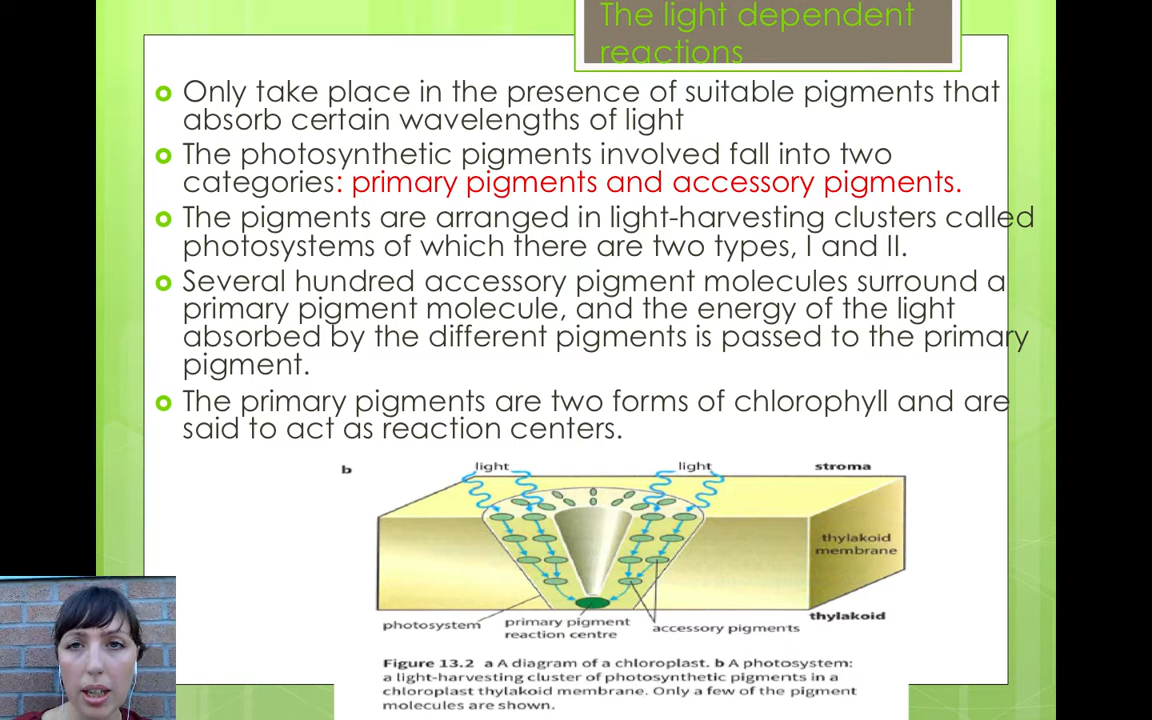 The light dependent
reactions
Only take place in the presence of suitable pigments that
absorb certain wavelengths of light
The photosynthetic pigments involved fall into two
categories: primary pigments and accessory pigments.
The pigments are arranged in light-harvesting clusters called
photosystems of which there are two types, I and II.
Several hundred accessory pigment molecules surround a
primary pigment molecule, and the energy of the light
absorbed by the different pigments is passed to the primary
pigment.
The primary pigments are two forms of chlorophyll and are
said to act as reaction centers.
b
light
light
stroma
thylakoid
membrane
thylakoid
photosystem
primary pigment
reaction centre
accessory pigments
Figure 13.2 a A diagram of a chloroplast. b A photosystem:
a light-harvesting cluster of photosynthetic pigments in a
chloroplast thylakoid membrane. Only a few of the pigment
molecules are shown.